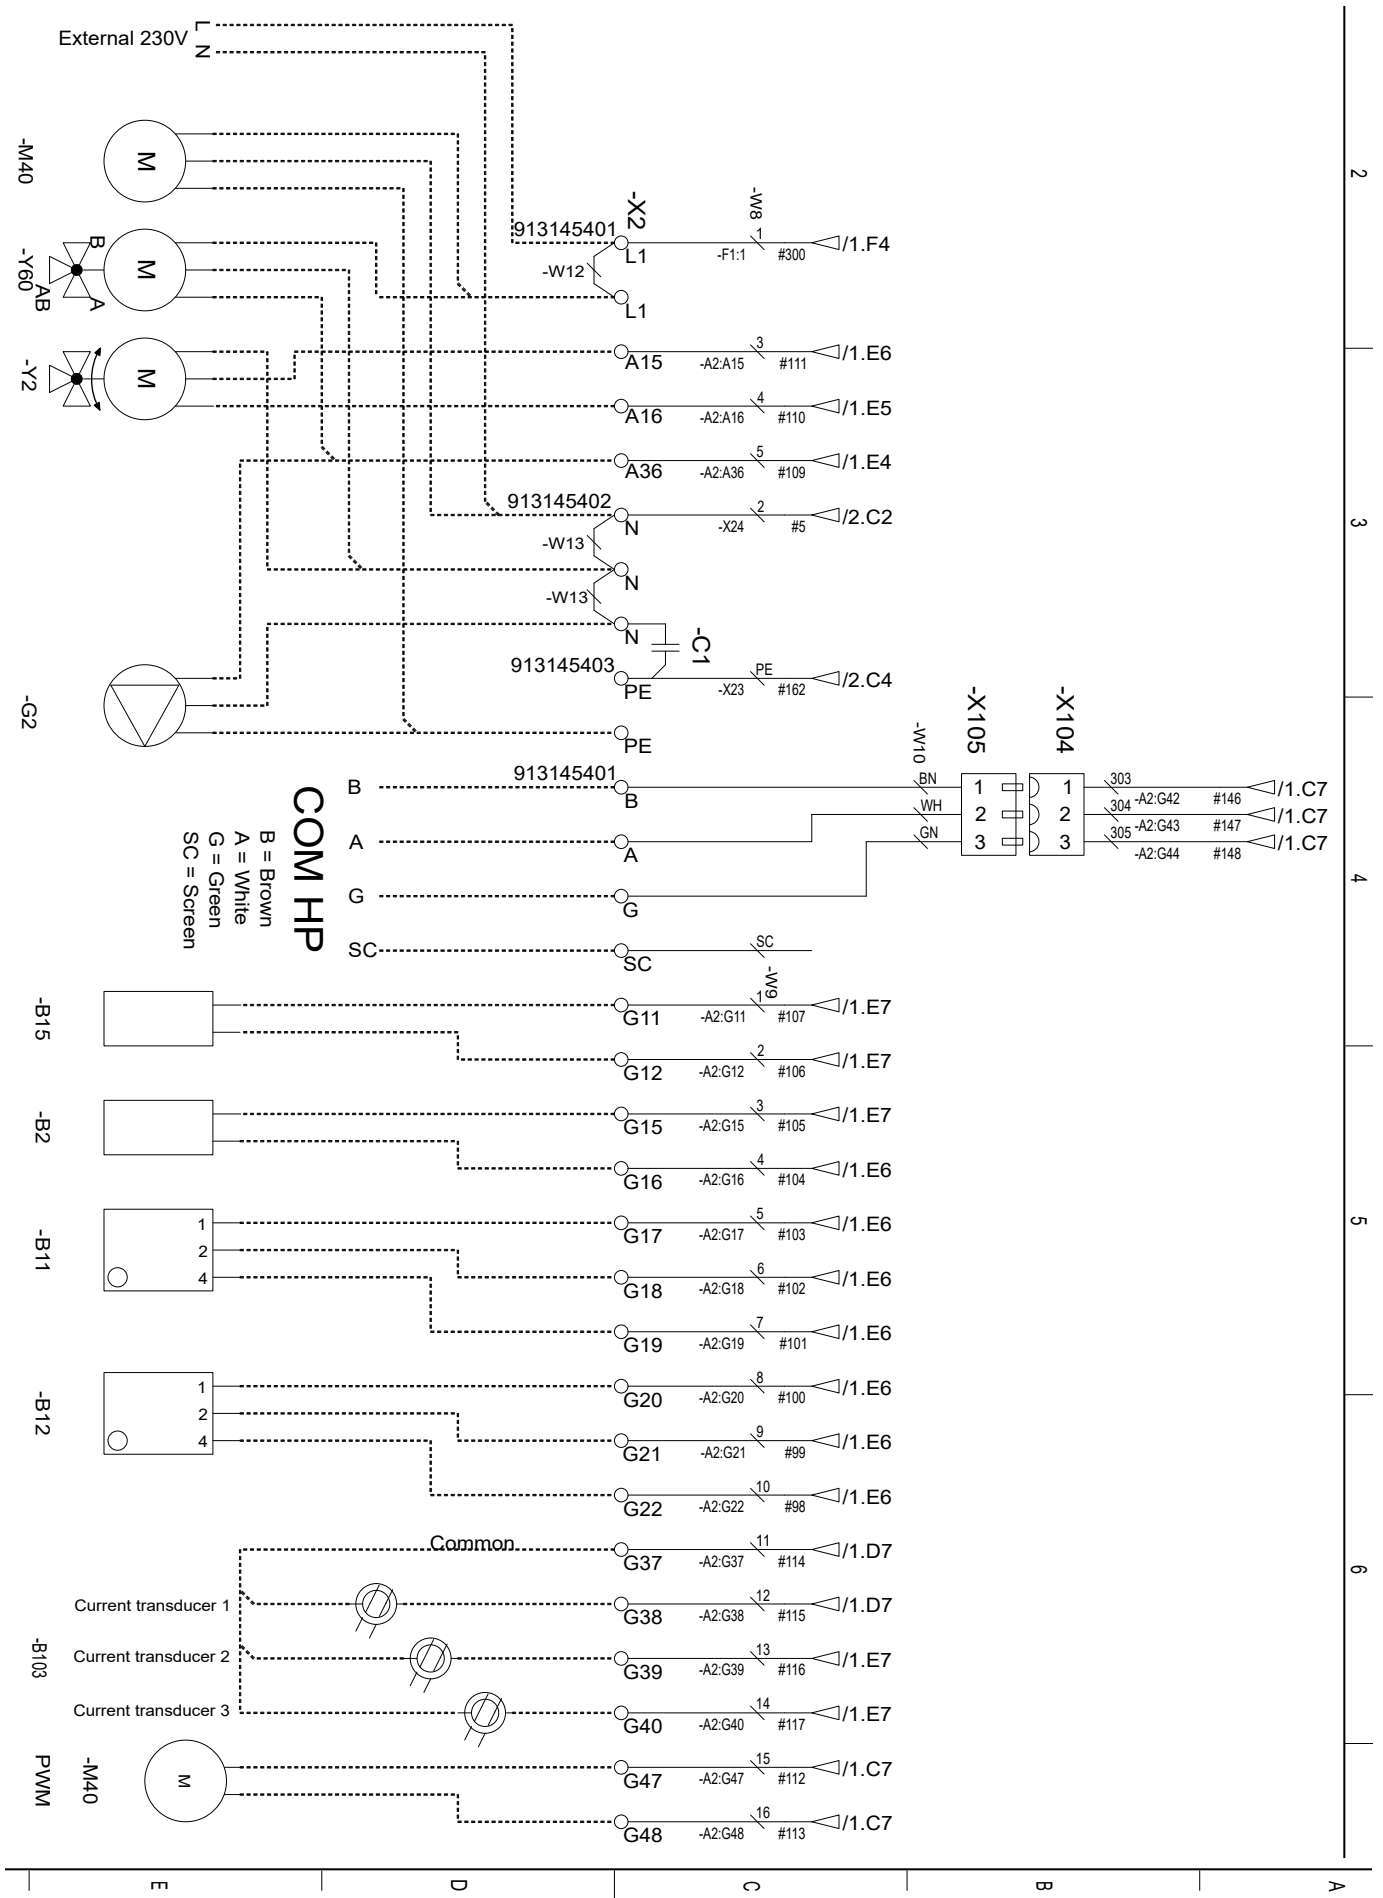 External 230V
L
N
-M40
M
-X2
-W8
913145401
L1
1
-F1:1
#300
/1.F4
-W12
L1
-Y60
B
A
AB
M
-Y2
M
A15
3
-A2:A15
#111
/1.E6
A16
4
-A2:A16
#110
/1.E5
A36
5
-A2:A36
#109
/1.E4
913145402
N
2
-X24
#5
/2.C2
-W13
N
-W13
N
-C1
913145403
PE
PE
-X23
#162
/2.C4
-G2
PE
-W10
-X105
-X104
COM HP
B = Brown
A = White
G = Green
SC = Screen
B
913145401
B
BN
1
1
303
-A2:G42
#146
/1.C7
A
A
WH
2
2
304
-A2:G43
#147
/1.C7
GN
3
3
305
-A2:G44
#148
/1.C7
G
G
SC
SC
SC
-W9
-B15
G11
1
-A2:G11
#107
/1.E7
G12
2
-A2:G12
#106
/1.E7
-B2
G15
3
-A2:G15
#105
/1.E7
G16
4
-A2:G16
#104
/1.E6
-B11
1
2
4
G17
5
-A2:G17
#103
/1.E6
G18
6
-A2:G18
#102
/1.E6
G19
7
-A2:G19
#101
/1.E6
-B12
1
2
4
G20
8
-A2:G20
#100
/1.E6
G21
9
-A2:G21
#99
/1.E6
G22
10
-A2:G22
#98
/1.E6
Common
G37
11
-A2:G37
#114
/1.D7
-B103
Current transducer 1
G38
12
-A2:G38
#115
/1.D7
Current transducer 2
G39
13
-A2:G39
#116
/1.E7
Current transducer 3
G40
14
-A2:G40
#117
/1.E7
PWM
-M40
M
G47
15
-A2:G47
#112
/1.C7
G48
16
-A2:G48
#113
/1.C7
2
3
4
5
6
E
D
C
B
A